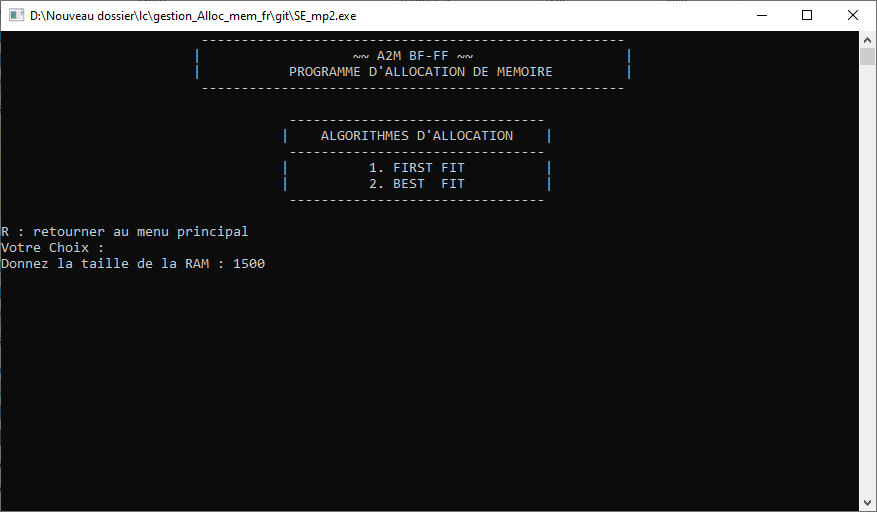 D:\Nouveau dossier\lc\gestion_Alloc_mem_fr\git\SE_mp2.exe
-----------------------------------------------------
| ~~ A2M BF-FF ~~ |
| PROGRAMME D'ALLOCATION DE MEMOIRE |
-----------------------------------------------------
--------------------------------
| ALGORITHMES D'ALLOCATION |
--------------------------------
| 1. FIRST FIT |
| 2. BEST  FIT |
--------------------------------
R : retourner au menu principal
Votre Choix :
Donnez la taille de la RAM : 1500